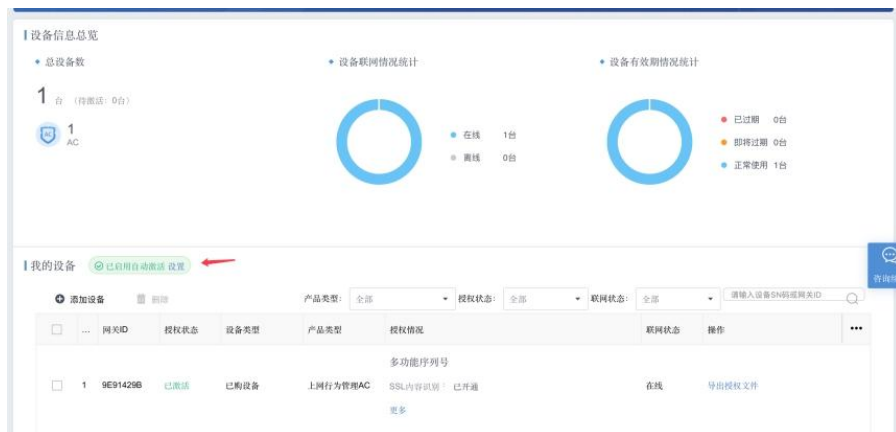 设备信息总览
总设备数
1 台 (待激活: 0台)
AC 1
AC
设备联网情况统计
在线 1台
离线 0台
设备有效期情况统计
已过期 0台
即将过期 0台
正常使用 1台
我的设备 已启用自动激活 设置
添加设备 删除 产品类型: 全部 授权状态: 全部 联网状态: 全部 请输入设备SN码或网关ID
... 网关ID 授权状态 设备类型 产品类型 授权情况 联网状态 操作 •••
多功能序列号
1 9E91429B 已激活 已购设备 上网行为管理AC SSL内容识别 已开通 在线 导出授权文件
更多